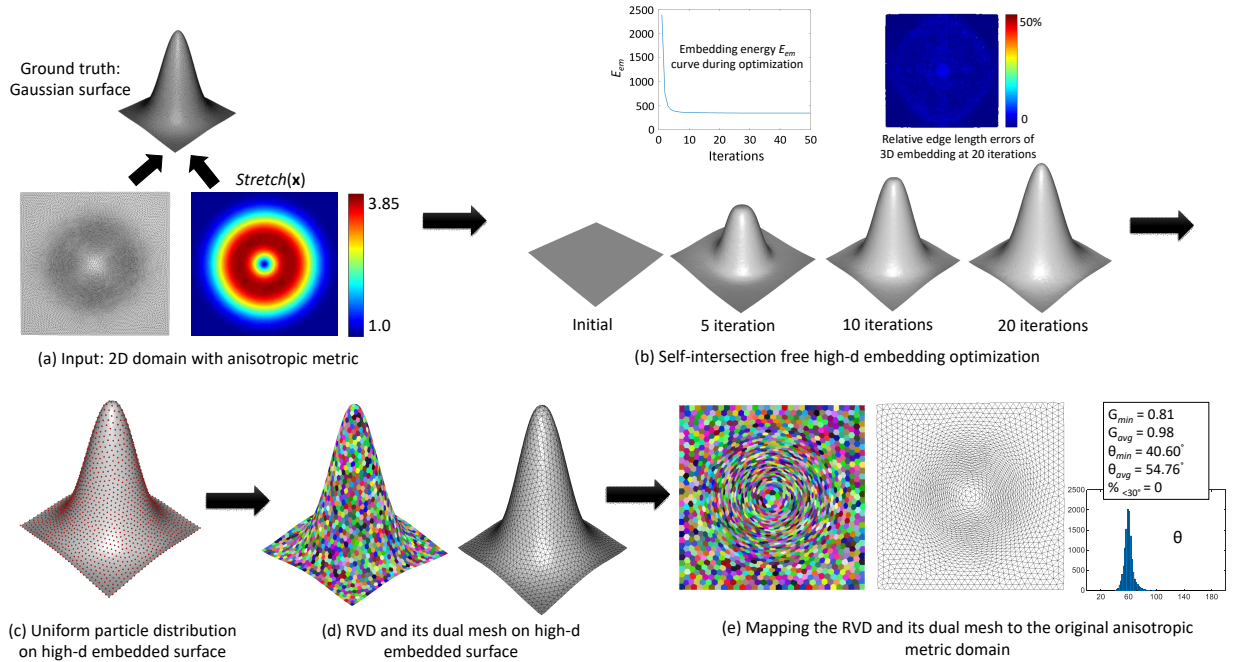 Ground truth:
Gaussian surface
Stretch(x)
3.85
1.0
(a) Input: 2D domain with anisotropic metric
2500
2000
1500
1000
500
0
E_em
0
10
20
30
40
50
Iterations
Embedding energy E_em
curve during optimization
50%
0
Relative edge length errors of
3D embedding at 20 iterations
Initial
5 iteration
10 iterations
20 iterations
(b) Self-intersection free high-d embedding optimization
(c) Uniform particle distribution
on high-d embedded surface
(d) RVD and its dual mesh on high-d
embedded surface
G_min = 0.81
G_avg = 0.98
θ_min = 40.60°
θ_avg = 54.76°
%_<30° = 0
2500
2000
1500
1000
500
0
θ
20
60
100
140
180
(e) Mapping the RVD and its dual mesh to the original anisotropic
metric domain